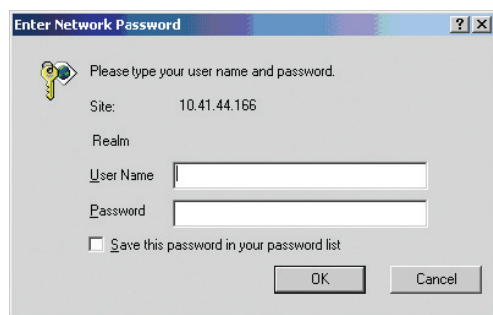 Enter Network Password
Please type your user name and password.
Site: 10.41.44.166
Realm
User Name
Password
Save this password in your password list
OK Cancel